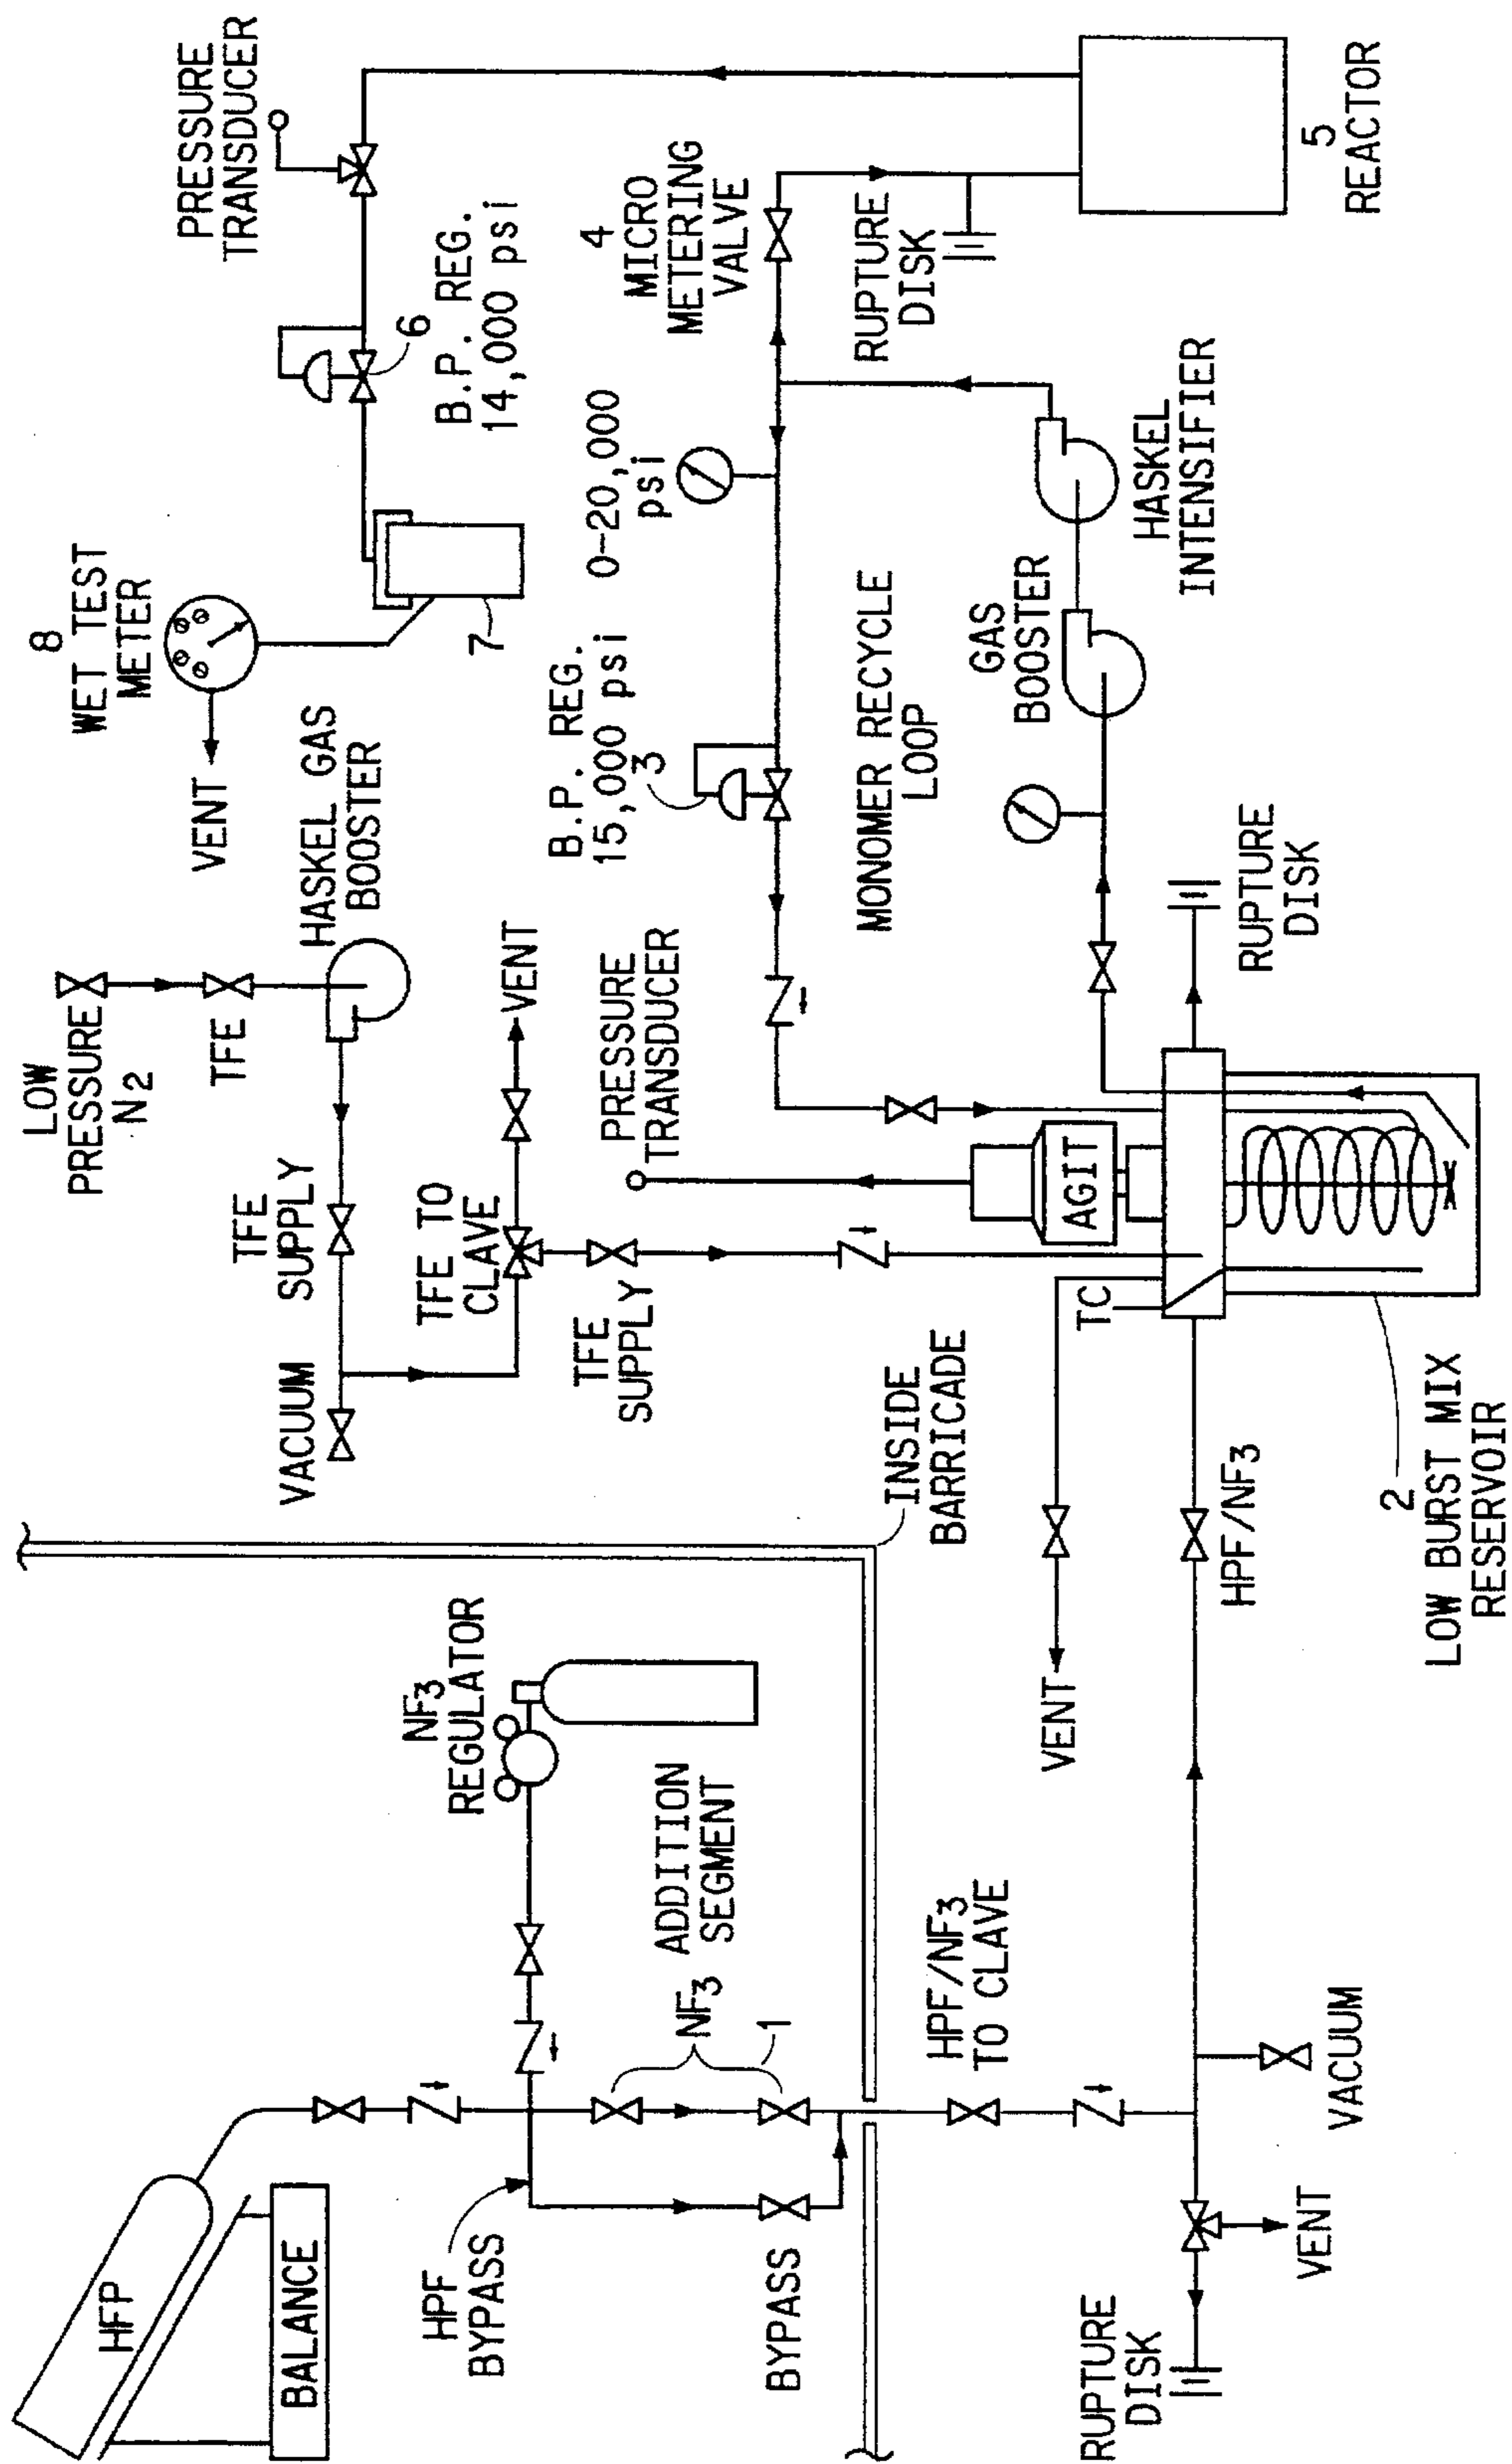 HFP
BALANCE
HPF
BYPASS
BYPASS
NF3
REGULATOR
NF3 ADDITION
SEGMENT
1
HPF/NF3
TO CLAVE
RUPTURE
DISK
VENT
VACUUM
VENT
HPF/NF3
INSIDE
BARRICADE
LOW
PRESSURE
N2
TFE
HASKEL GAS
BOOSTER
TFE
SUPPLY
VACUUM
TFE TO
CLAVE
VENT
TFE
SUPPLY
PRESSURE
TRANSDUCER
TC
AGIT
2
LOW BURST MIX
RESERVOIR
RUPTURE
DISK
8
WET TEST
METER
VENT
7
PRESSURE
TRANSDUCER
6
B.P. REG.
14,000 psi
B.P. REG.
15,000 psi
3
0-20,000
psi
MONOMER RECYCLE
LOOP
GAS
BOOSTER
HASKEL
INTENSIFIER
4
MICRO
METERING
VALVE
RUPTURE
DISK
5
REACTOR